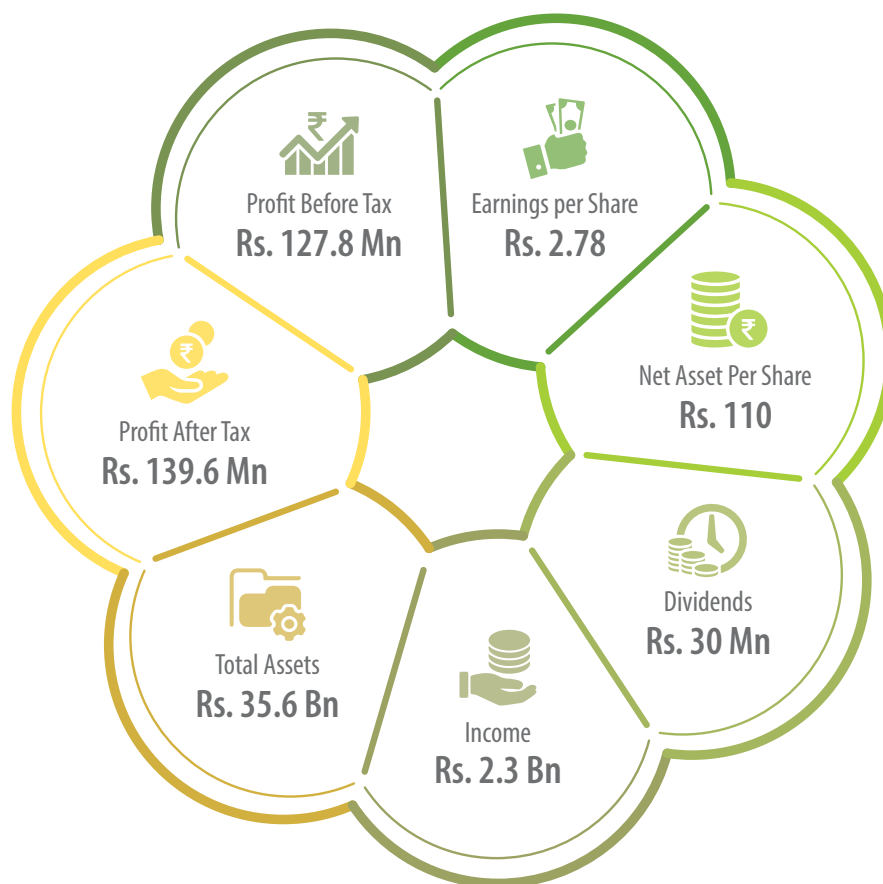 Profit Before Tax
Rs. 127.8 Mn
Earnings per Share
Rs. 2.78
Net Asset Per Share
Rs. 110
Dividends
Rs. 30 Mn
Income
Rs. 2.3 Bn
Total Assets
Rs. 35.6 Bn
Profit After Tax
Rs. 139.6 Mn